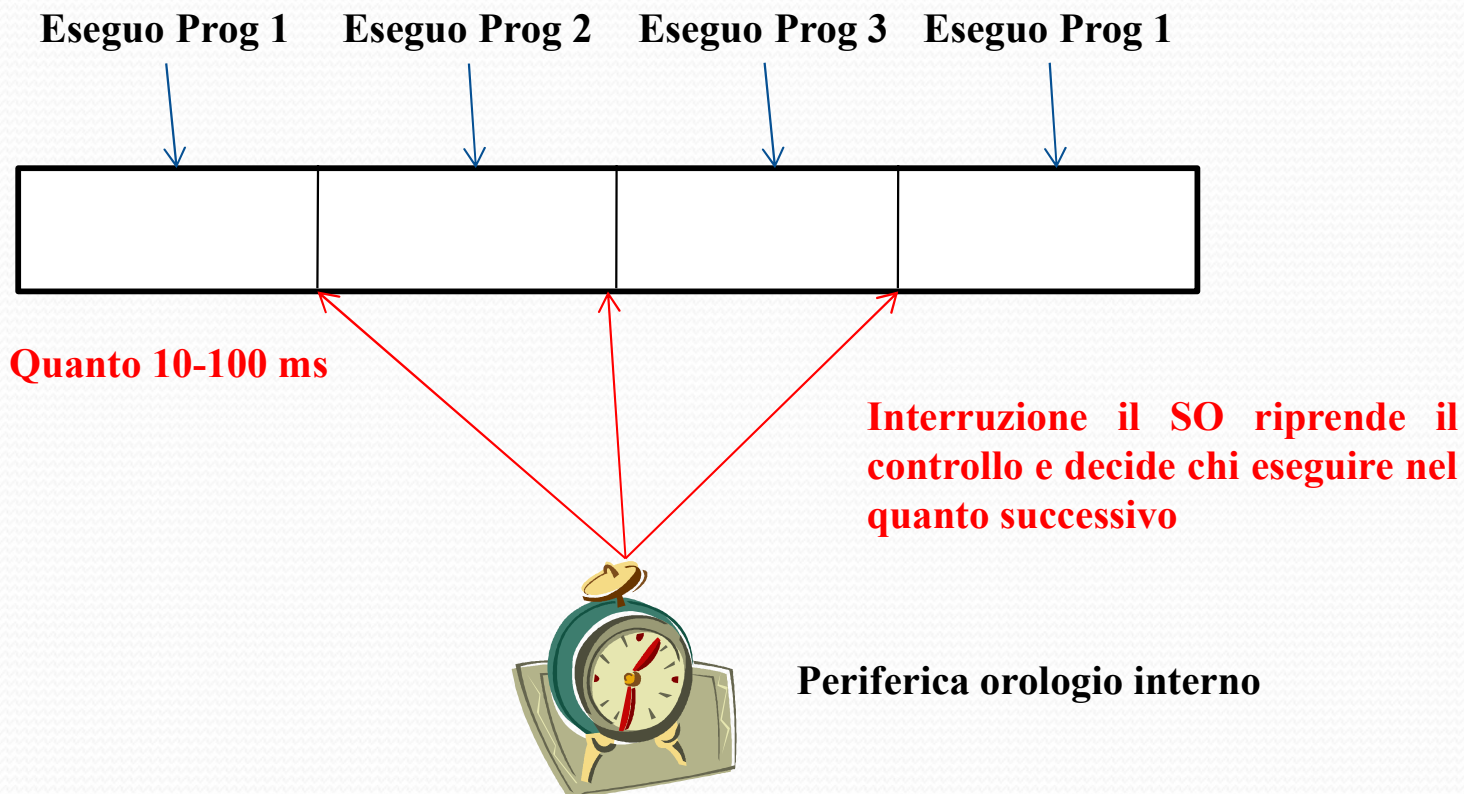 Eseguo Prog 1 Eseguo Prog 2 Eseguo Prog 3 Eseguo Prog 1
Quanto 10-100 ms
Interruzione il SO riprende il
controllo e decide chi eseguire nel
quanto successivo
Periferica orologio interno